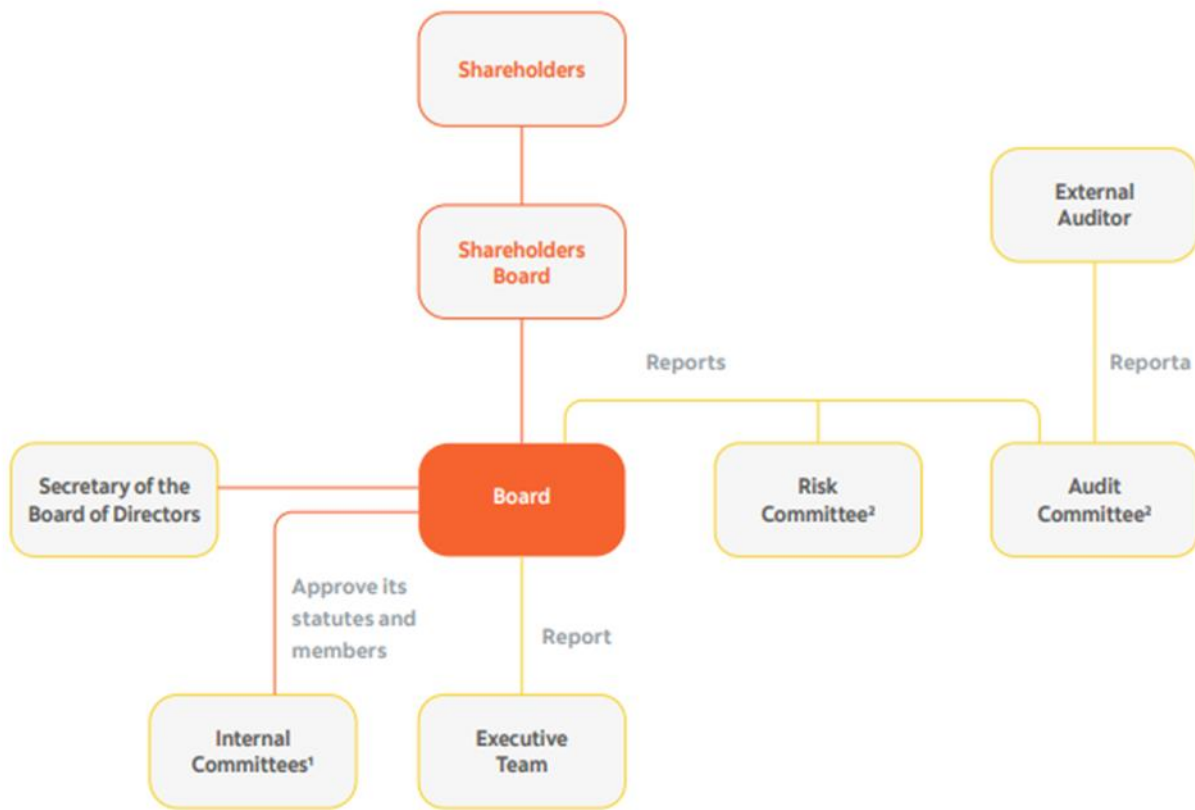 Shareholders
Shareholders
Board
External
Auditor
Reports
Reporta
Secretary of the
Board of Directors
Board
Risk
Committee²
Audit
Committee²
Approve its
statutes and
members
Report
Internal
Committees¹
Executive
Team